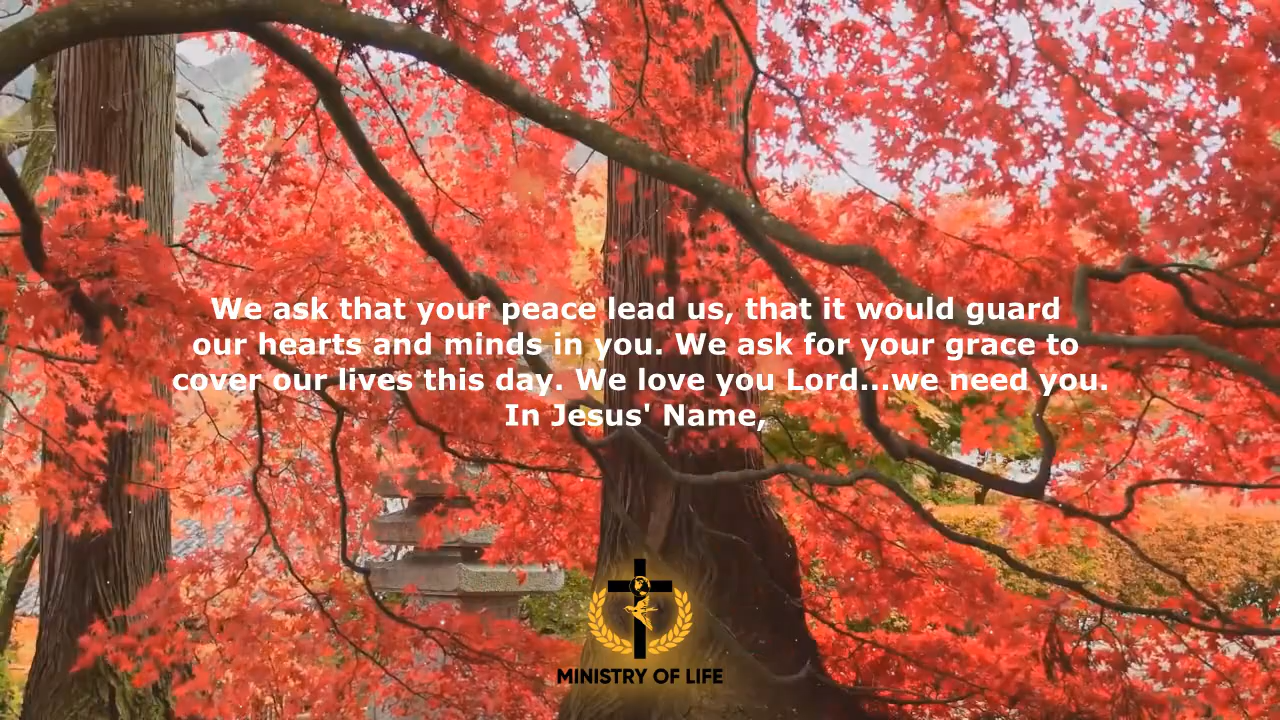 We ask that your peace lead us, that it would guard
our hearts and minds in you. We ask for your grace to
cover our lives this day. We love you Lord...we need you.
In Jesus' Name,
MINISTRY OF LIFE